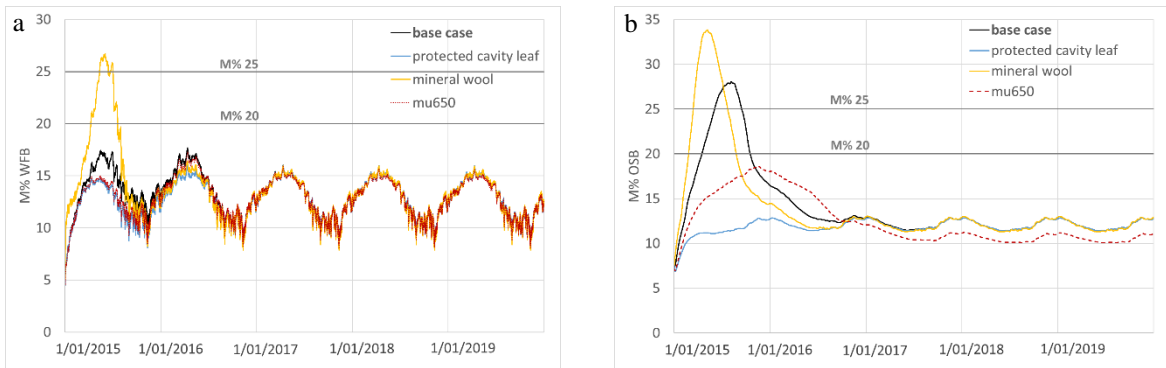 a
30
25
20
15
10
5
0
M% WFB
base case
protected cavity leaf
mineral wool
mu650
M% 25
M% 20
1/01/2015
1/01/2016
1/01/2017
1/01/2018
1/01/2019
b
35
30
25
20
15
10
5
0
M% OSB
base case
protected cavity leaf
mineral wool
mu650
M% 25
M% 20
1/01/2015
1/01/2016
1/01/2017
1/01/2018
1/01/2019